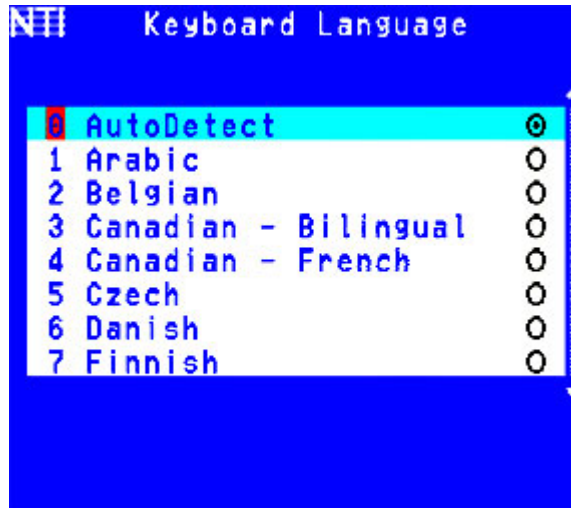 NTI Keyboard Language
0 AutoDetect
1 Arabic
2 Belgian
3 Canadian - Bilingual
4 Canadian - French
5 Czech
6 Danish
7 Finnish